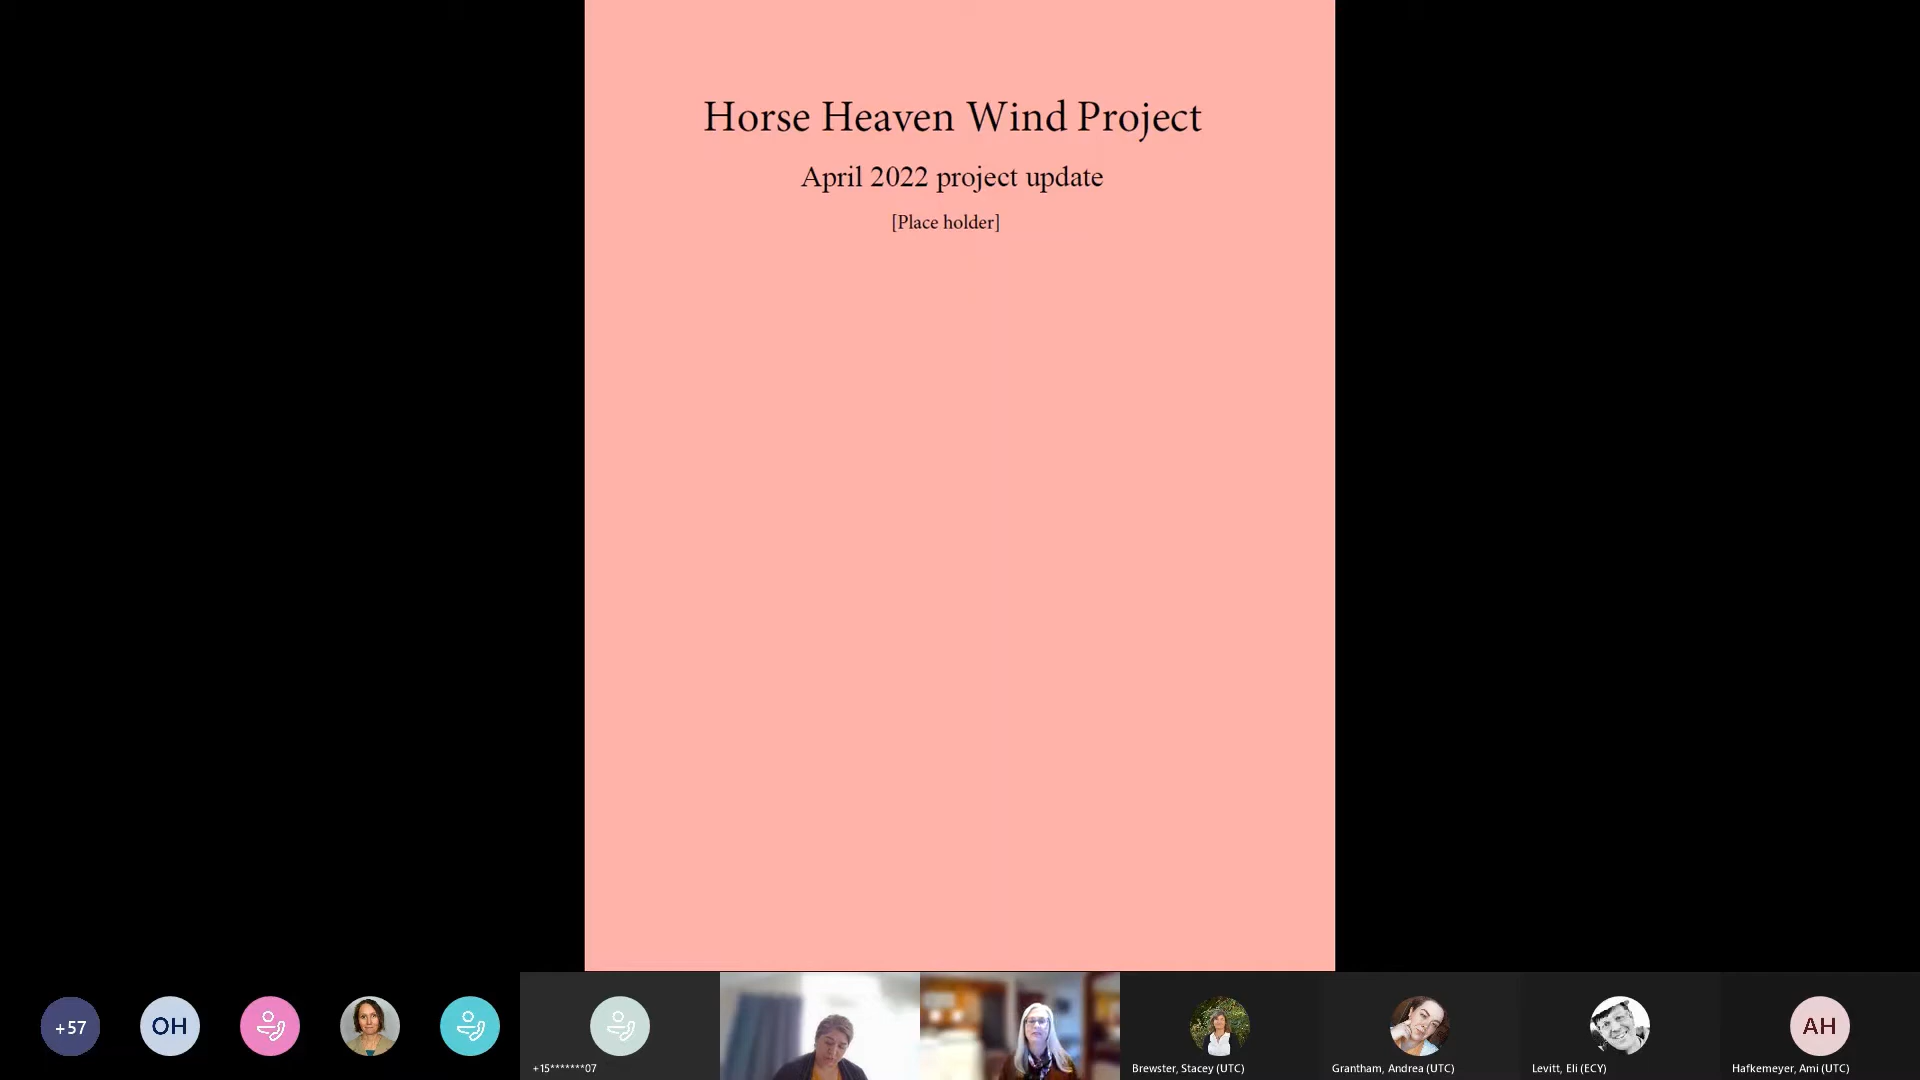 Horse Heaven Wind Project
April 2022 project update
[Place holder]
+57
OH
+15*******07
Brewster, Stacey (UTC)
Grantham, Andrea (UTC)
Levitt, Eli (ECY)
AH
Hafkemeyer, Ami (UTC)